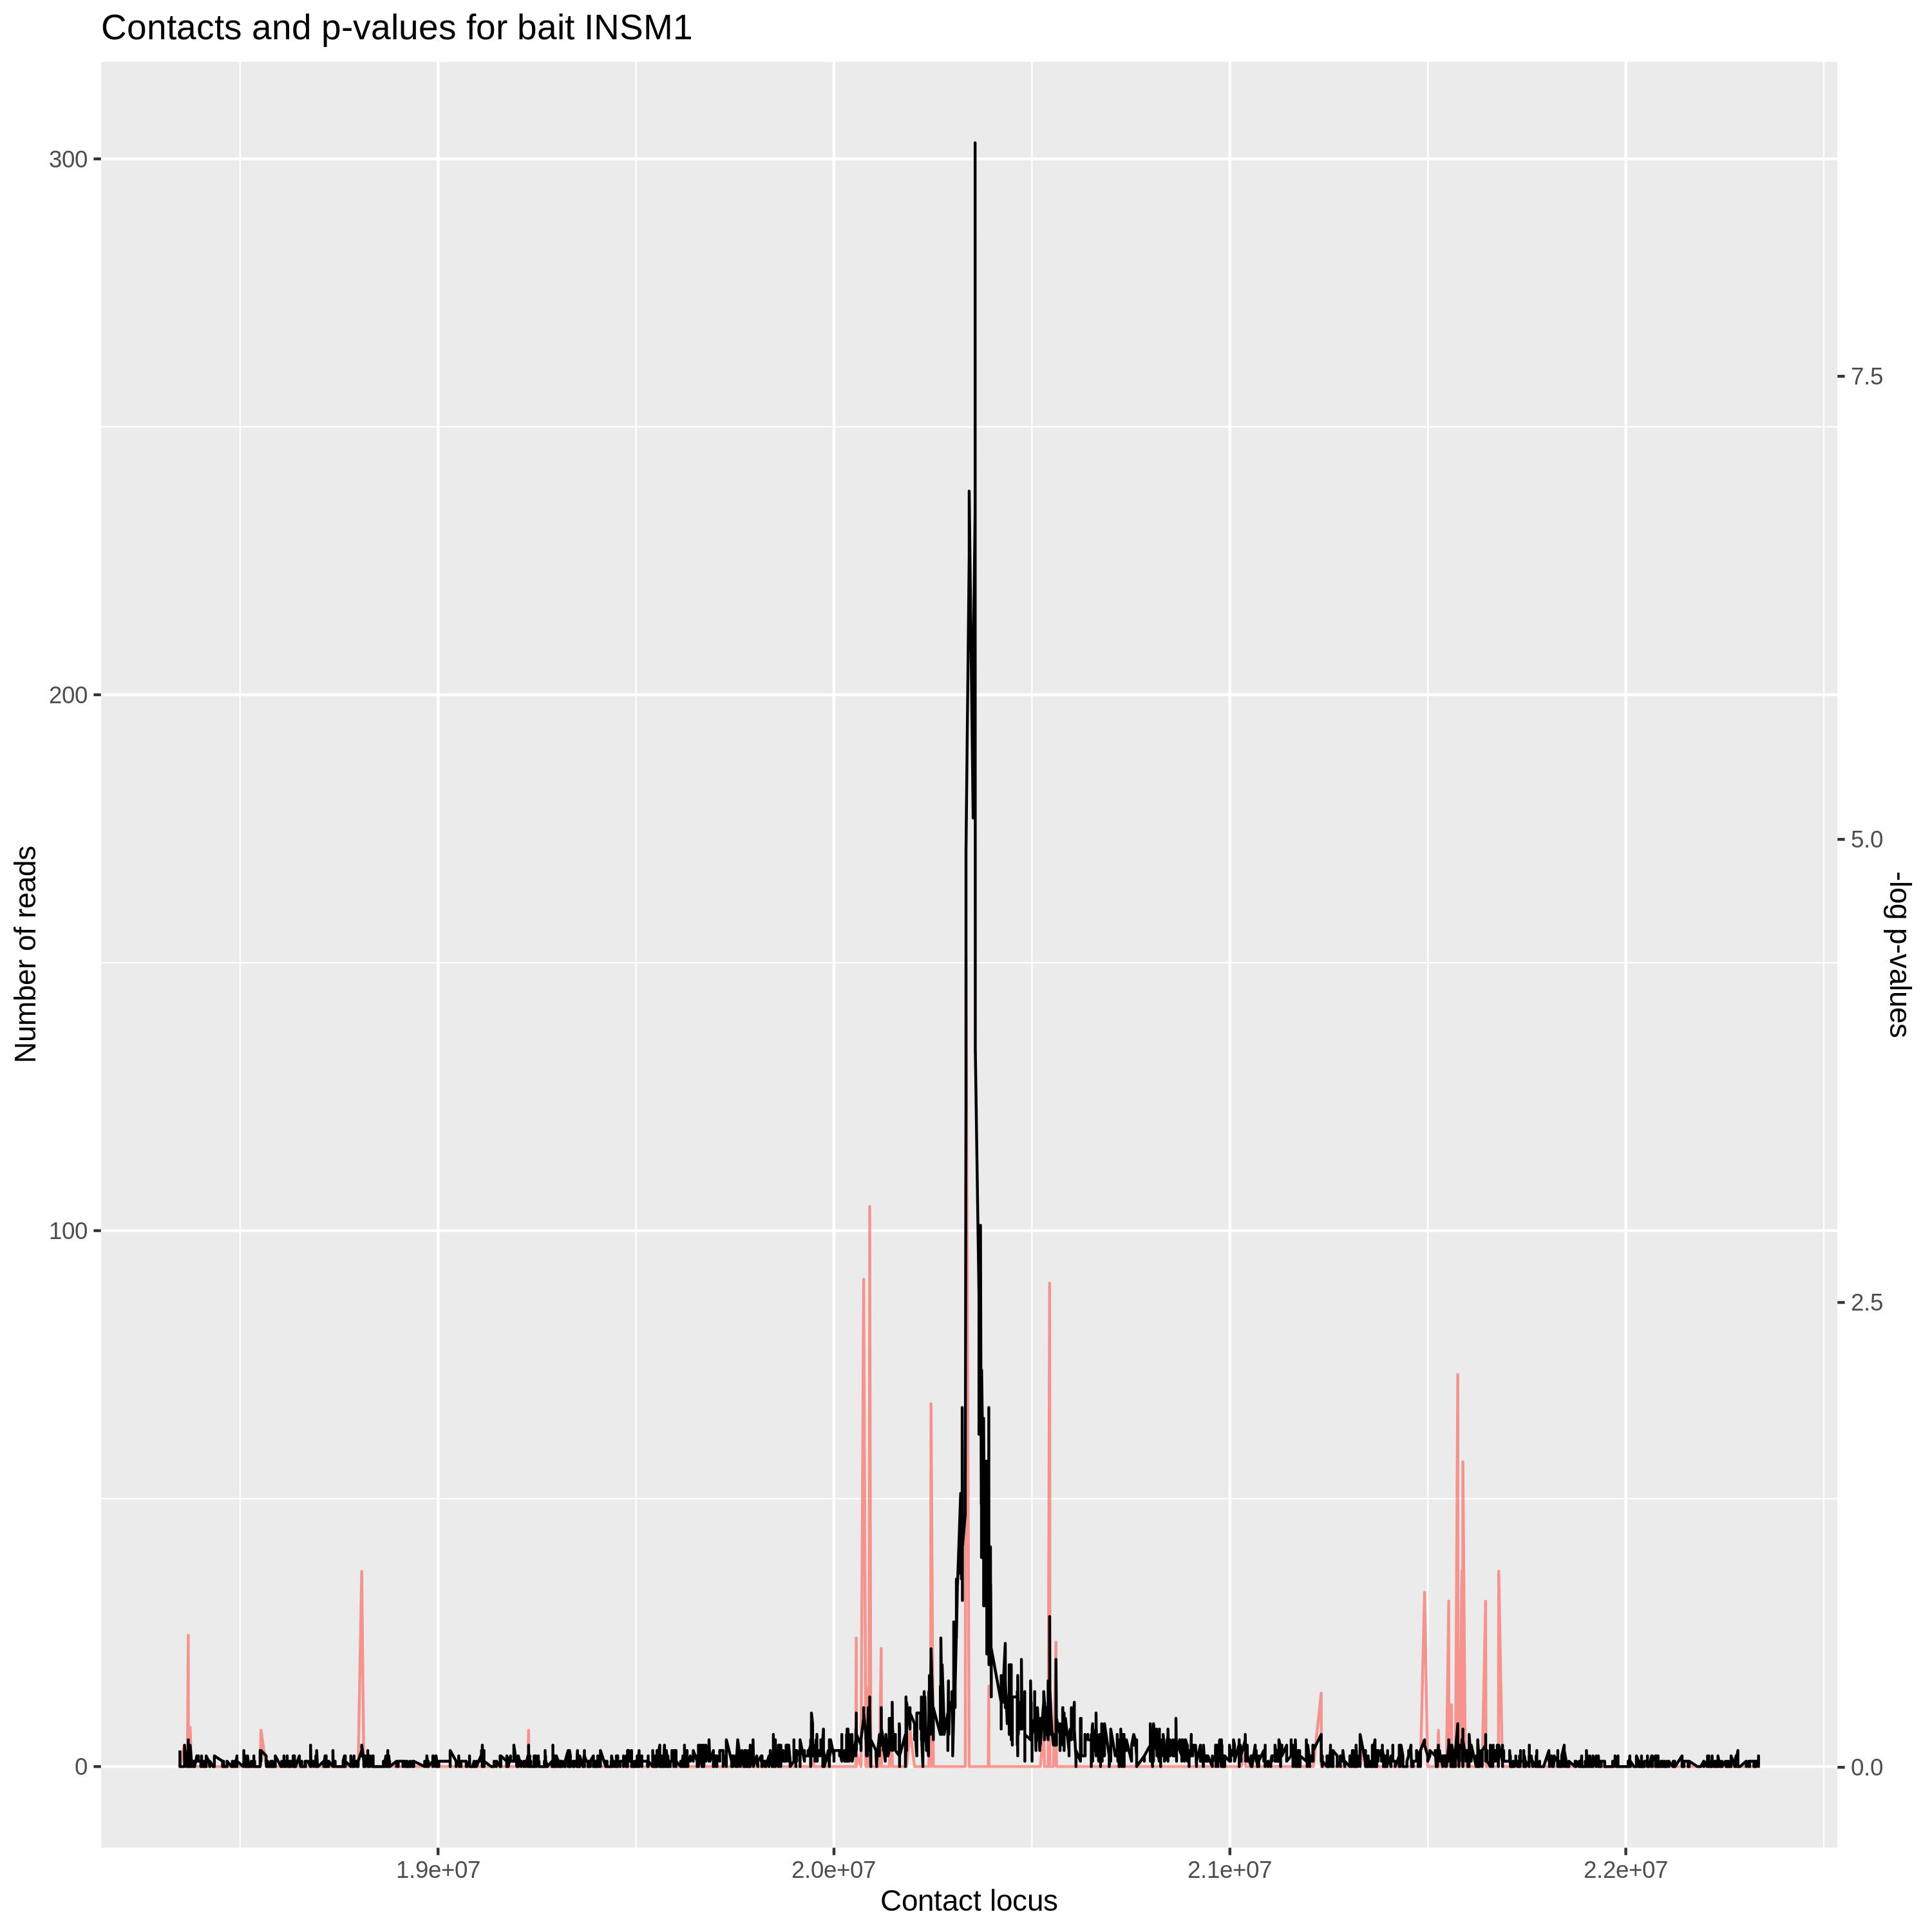 Contacts and p-values for bait INSM1
300
200
100
0
Number of reads
7.5
5.0
2.5
0.0
-log p-values
1.9e+07
2.0e+07
2.1e+07
2.2e+07
Contact locus